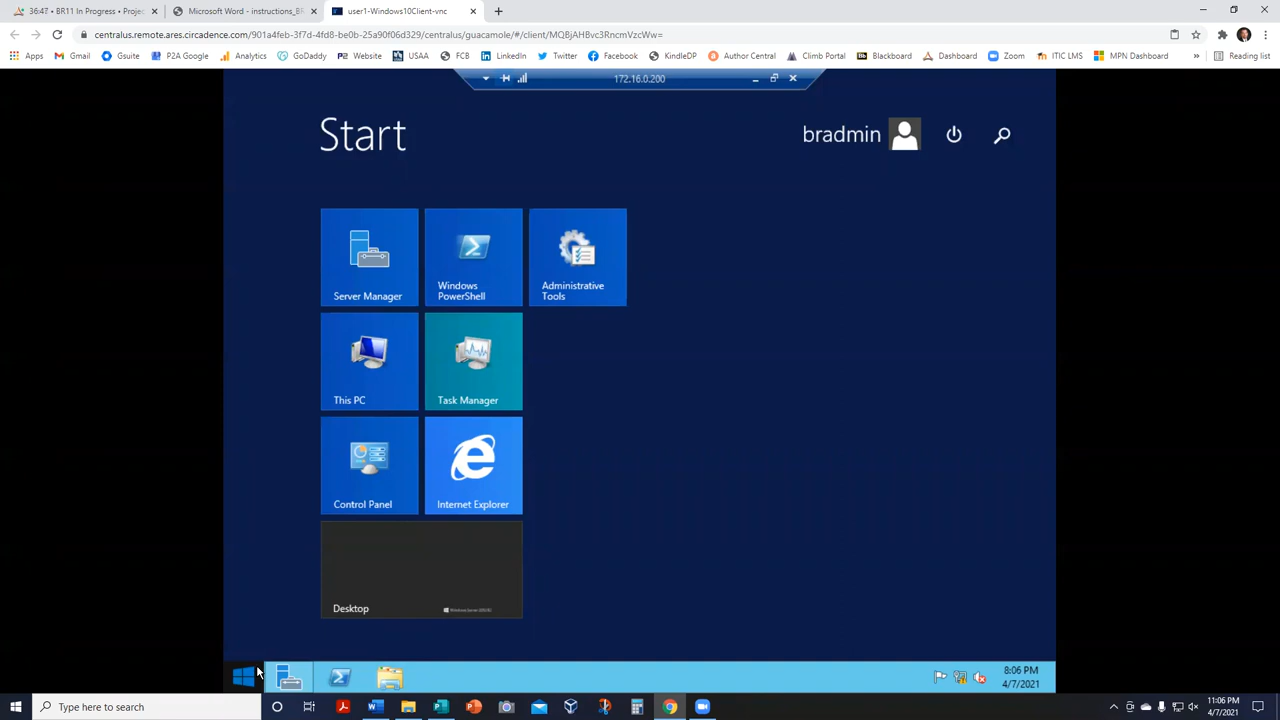 36:47 • BR11 In Progress • Projec
Microsoft Word - instructions_BR
user1-Windows10Client-vnc
centralus.remote.ares.circadence.com/901a4feb-3f7d-4fd8-be0b-25a90f06d379/centralus/guacamole/#/client/MQBjAHBvc3RncmVzcWw=
Apps
Gmail
Gsuite
P2A Google
Analytics
GoDaddy
Website
USAA
FCB
LinkedIn
Twitter
Facebook
KindleDP
Author Central
Climb Portal
Blackboard
Dashboard
Zoom
ITIC LMS
MPN Dashboard
»
Reading list
172.16.0.200
Start
bradmin
Server Manager
Windows
PowerShell
Administrative
Tools
This PC
Task Manager
Control Panel
Internet Explorer
Desktop
8:06 PM
4/7/2021
Type here to search
11:06 PM
4/7/2021